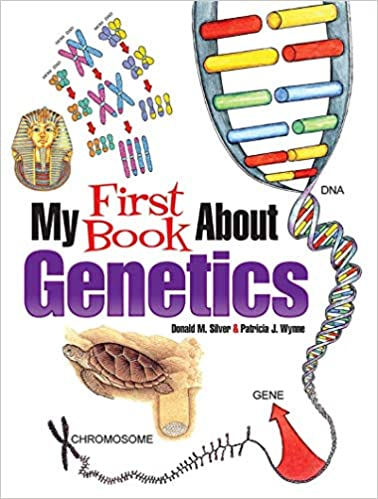 DNA
My First Book About
Genetics
Donald M. Silver & Patricia J. Wynne
GENE
CHROMOSOME